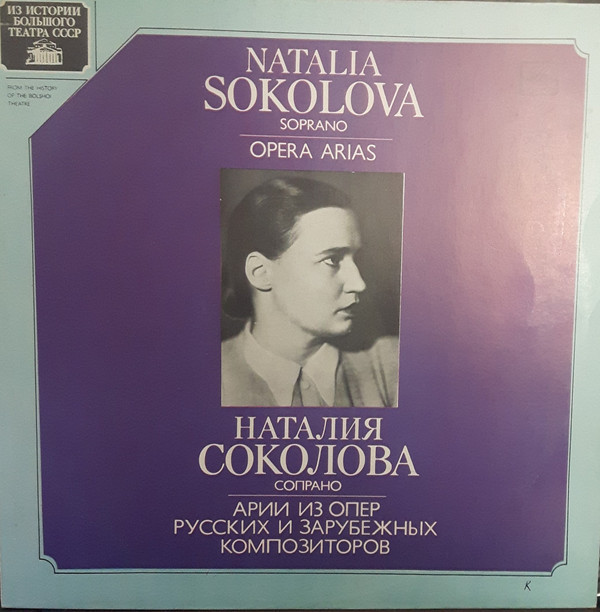 ИЗ ИСТОРИИ
БОЛЬШОГО
ТЕАТРА СССР
FROM THE HISTORY
OF THE BOLSHOI
THEATRE
NATALIA
SOKOLOVA
SOPRANO
OPERA ARIAS
НАТАЛИЯ
СОКОЛОВА
СОПРАНО
АРИИ ИЗ ОПЕР
РУССКИХ И ЗАРУБЕЖНЫХ
КОМПОЗИТОРОВ
К